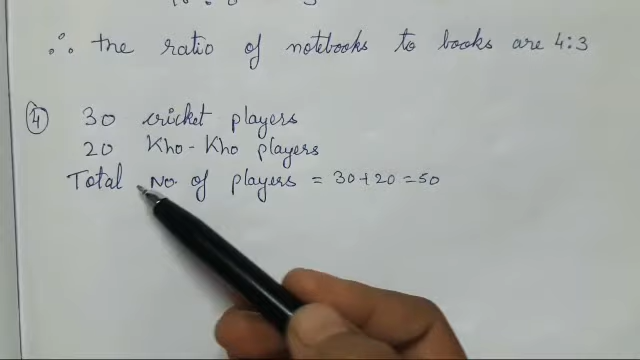 ∴ the ratio of notebooks to books are 4:3
④ 30 cricket players
20 Kho-Kho players
Total No. of players = 30+20=50